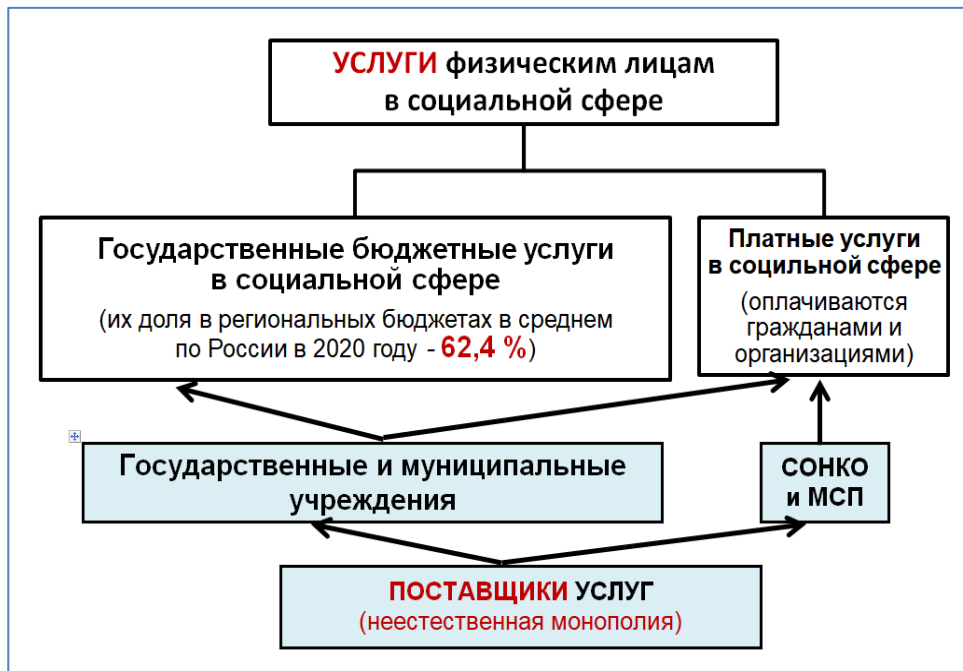 УСЛУГИ физическим лицам
в социальной сфере
Государственные бюджетные услуги
в социальной сфере
(их доля в региональных бюджетах в среднем
по России в 2020 году - 62,4 %)
Платные услуги
в социльной сфере
(оплачиваются
гражданами и
организациями)
Государственные и муниципальные
учреждения
СОНКО
и МСП
ПОСТАВЩИКИ УСЛУГ
(неестественная монополия)